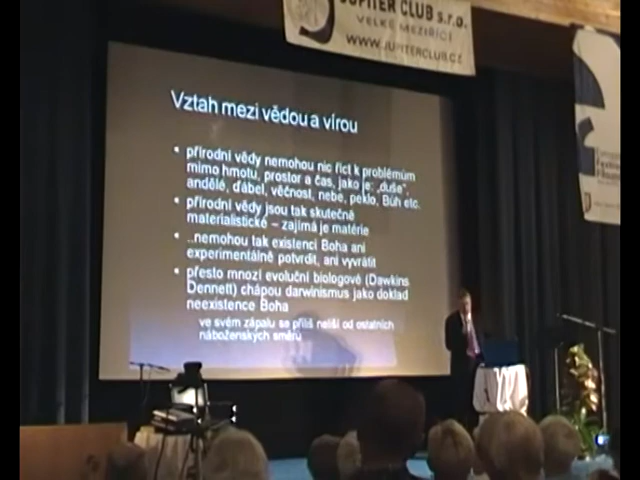 JUPITER CLUB s.r.o.
VELKÉ MEZIŘÍČÍ
WWW.JUPITERCLUB.CZ
Vztah mezi vědou a vírou
• přírodní vědy nemohou nic říct k problémům
mimo hmotu, prostor a čas, jako je: „duše",
andělé, ďábel, věčnost, nebe, peklo, Bůh etc.
• přírodní vědy jsou tak skutečně
materialistické – zajímá je matérie
• ..nemohou tak existenci Boha ani
experimentálně potvrdit, ani vyvrátit
• přesto mnozí evoluční biologové (Dawkins
Dennett) chápou darwinismus jako doklad
neexistence Boha
ve svém zápalu se příliš neliší od ostatních
náboženských směrů